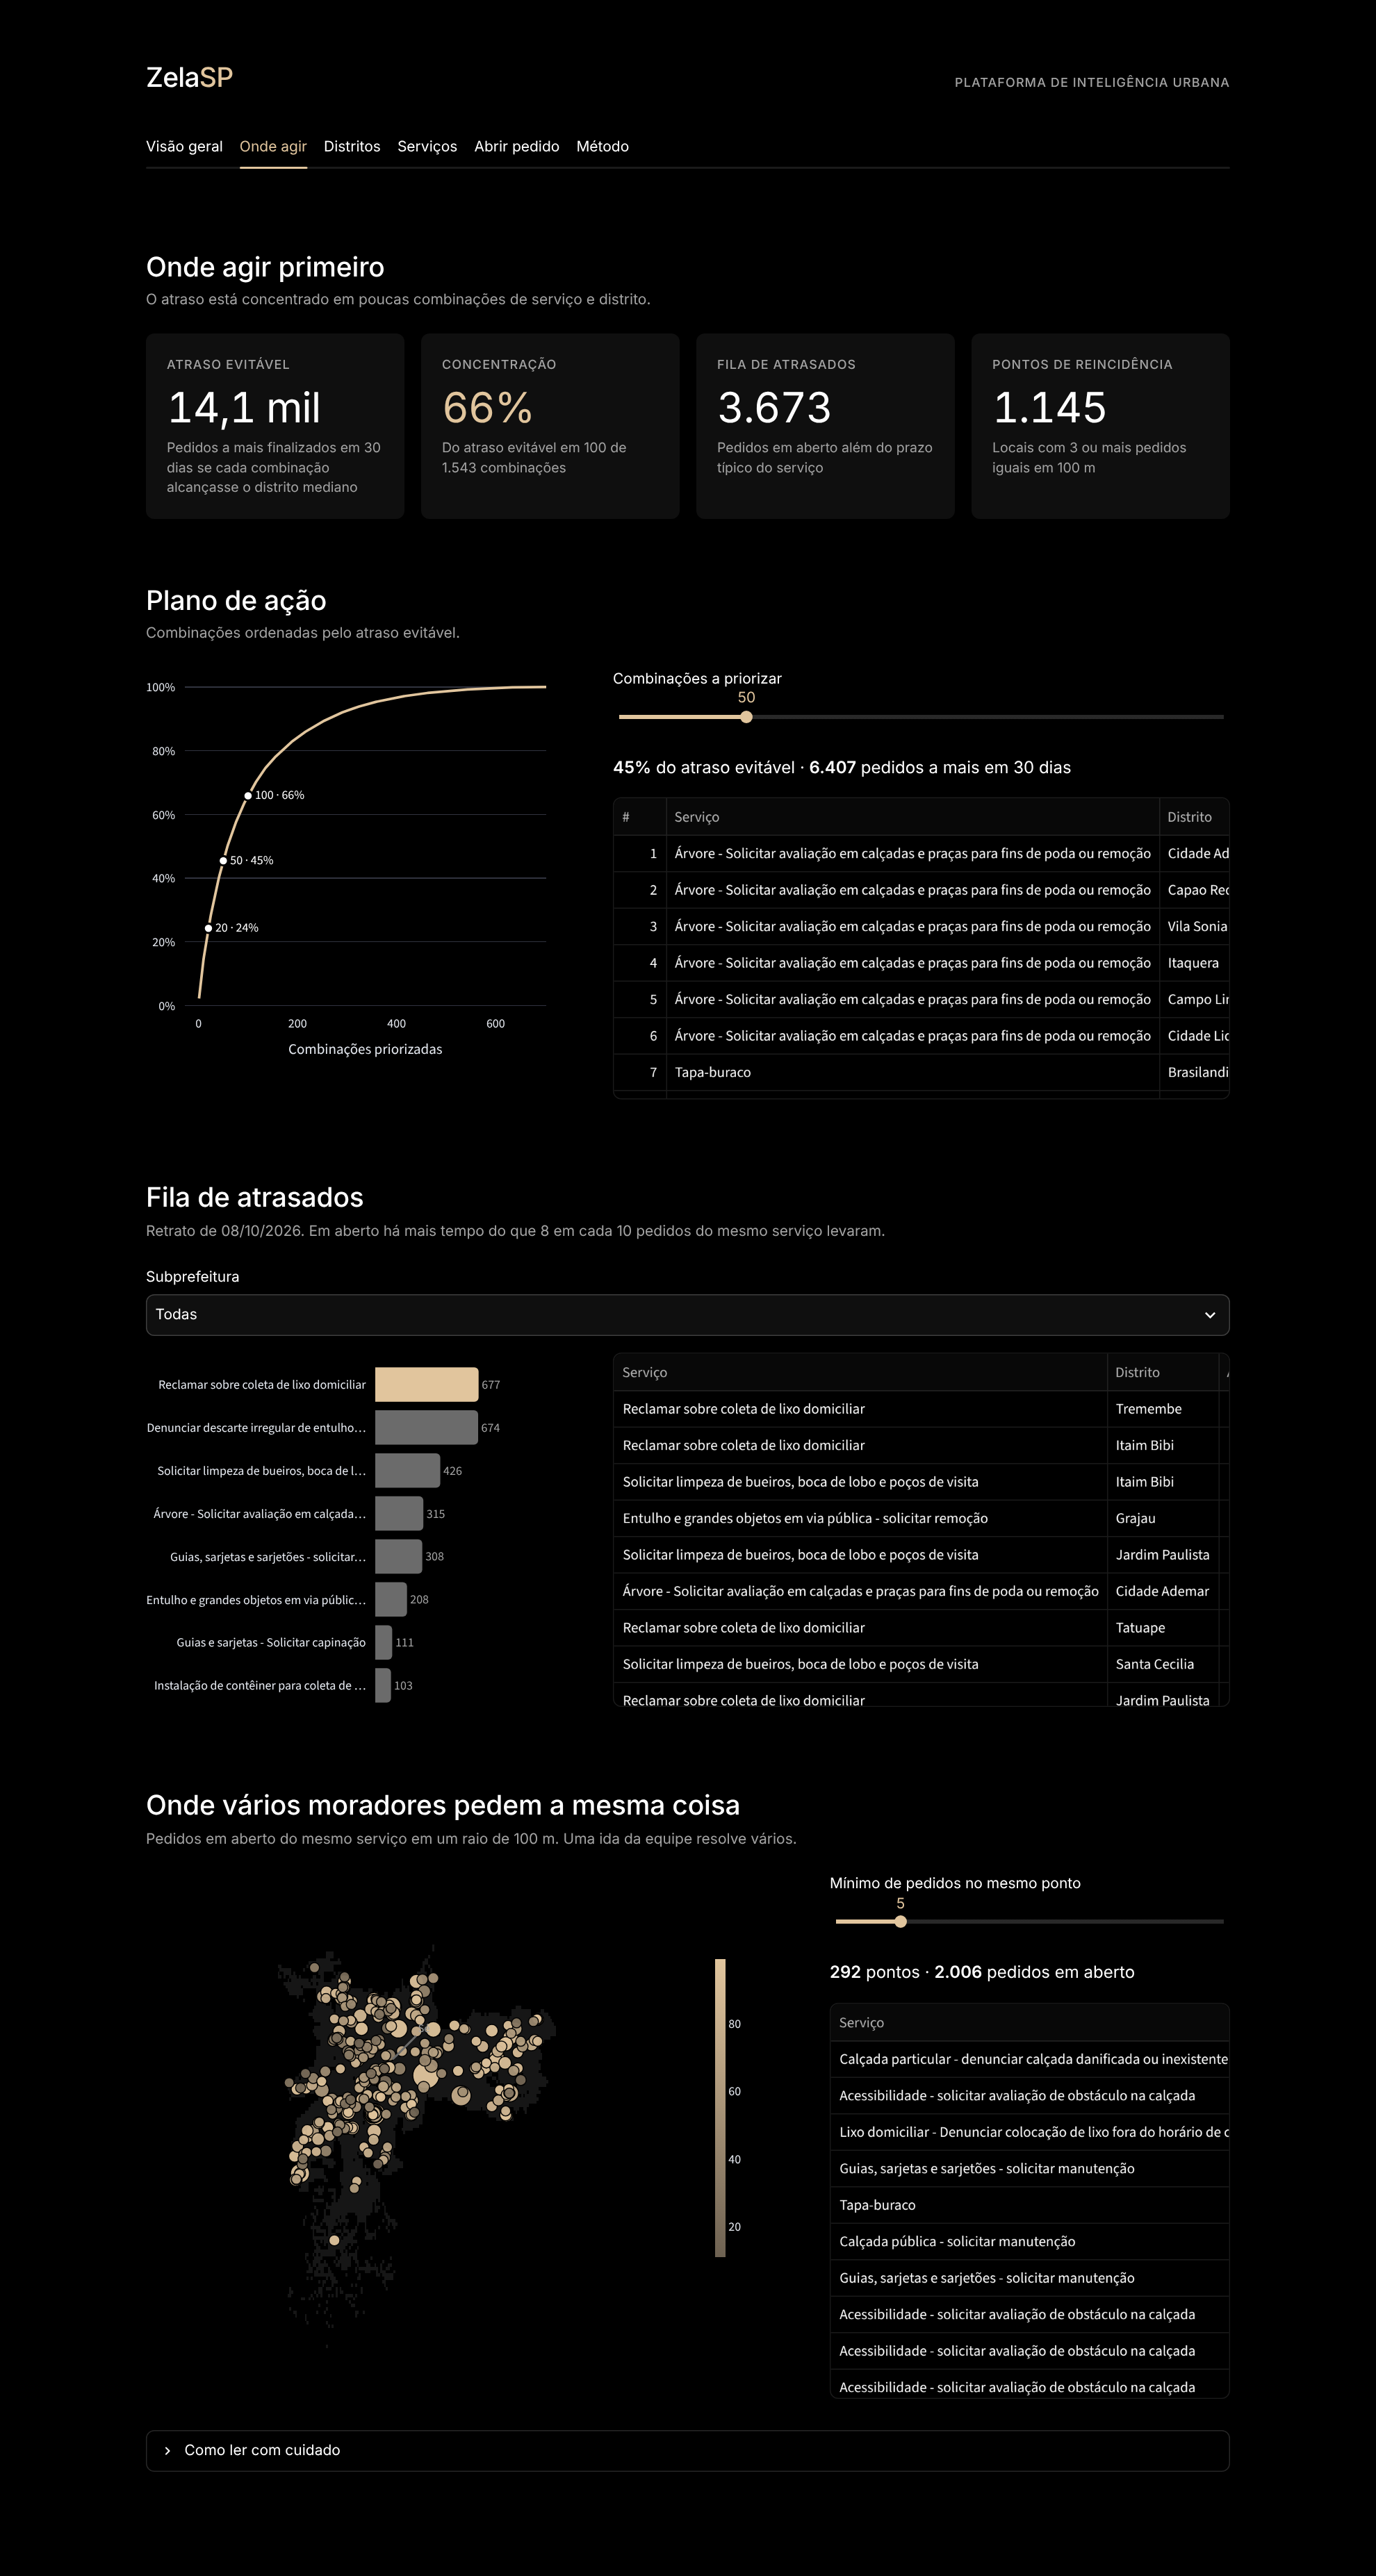 ZelaSP
PLATAFORMA DE INTELIGÊNCIA URBANA
Visão geral Onde agir Distritos Serviços Abrir pedido Método
Onde agir primeiro
O atraso está concentrado em poucas combinações de serviço e distrito.
ATRASO EVITÁVEL
14,1 mil
Pedidos a mais finalizados em 30
dias se cada combinação
alcançasse o distrito mediano
CONCENTRAÇÃO
66%
Do atraso evitável em 100 de
1.543 combinações
FILA DE ATRASADOS
3.673
Pedidos em aberto além do prazo
típico do serviço
PONTOS DE REINCIDÊNCIA
1.145
Locais com 3 ou mais pedidos
iguais em 100 m
Plano de ação
Combinações ordenadas pelo atraso evitável.
100%
80%
60%
40%
20%
0%
100 · 66%
50 · 45%
20 · 24%
0 200 400 600
Combinações priorizadas
Combinações a priorizar
50
45% do atraso evitável · 6.407 pedidos a mais em 30 dias
# Serviço Distrito
1 Árvore - Solicitar avaliação em calçadas e praças para fins de poda ou remoção Cidade Ad
2 Árvore - Solicitar avaliação em calçadas e praças para fins de poda ou remoção Capao Rec
3 Árvore - Solicitar avaliação em calçadas e praças para fins de poda ou remoção Vila Sonia
4 Árvore - Solicitar avaliação em calçadas e praças para fins de poda ou remoção Itaquera
5 Árvore - Solicitar avaliação em calçadas e praças para fins de poda ou remoção Campo Lin
6 Árvore - Solicitar avaliação em calçadas e praças para fins de poda ou remoção Cidade Lid
7 Tapa-buraco Brasilandi
Fila de atrasados
Retrato de 08/10/2026. Em aberto há mais tempo do que 8 em cada 10 pedidos do mesmo serviço levaram.
Subprefeitura
Todas
Reclamar sobre coleta de lixo domiciliar 677
Denunciar descarte irregular de entulho… 674
Solicitar limpeza de bueiros, boca de l… 426
Árvore - Solicitar avaliação em calçada… 315
Guias, sarjetas e sarjetões - solicitar… 308
Entulho e grandes objetos em via públic… 208
Guias e sarjetas - Solicitar capinação 111
Instalação de contêiner para coleta de … 103
Serviço Distrito
Reclamar sobre coleta de lixo domiciliar Tremembe
Reclamar sobre coleta de lixo domiciliar Itaim Bibi
Solicitar limpeza de bueiros, boca de lobo e poços de visita Itaim Bibi
Entulho e grandes objetos em via pública - solicitar remoção Grajau
Solicitar limpeza de bueiros, boca de lobo e poços de visita Jardim Paulista
Árvore - Solicitar avaliação em calçadas e praças para fins de poda ou remoção Cidade Ademar
Reclamar sobre coleta de lixo domiciliar Tatuape
Solicitar limpeza de bueiros, boca de lobo e poços de visita Santa Cecilia
Reclamar sobre coleta de lixo domiciliar Jardim Paulista
Onde vários moradores pedem a mesma coisa
Pedidos em aberto do mesmo serviço em um raio de 100 m. Uma ida da equipe resolve vários.
80
60
40
20
Mínimo de pedidos no mesmo ponto
5
292 pontos · 2.006 pedidos em aberto
Serviço
Calçada particular - denunciar calçada danificada ou inexistente
Acessibilidade - solicitar avaliação de obstáculo na calçada
Lixo domiciliar - Denunciar colocação de lixo fora do horário de c
Guias, sarjetas e sarjetões - solicitar manutenção
Tapa-buraco
Calçada pública - solicitar manutenção
Guias, sarjetas e sarjetões - solicitar manutenção
Acessibilidade - solicitar avaliação de obstáculo na calçada
Acessibilidade - solicitar avaliação de obstáculo na calçada
Acessibilidade - solicitar avaliação de obstáculo na calçada
Como ler com cuidado